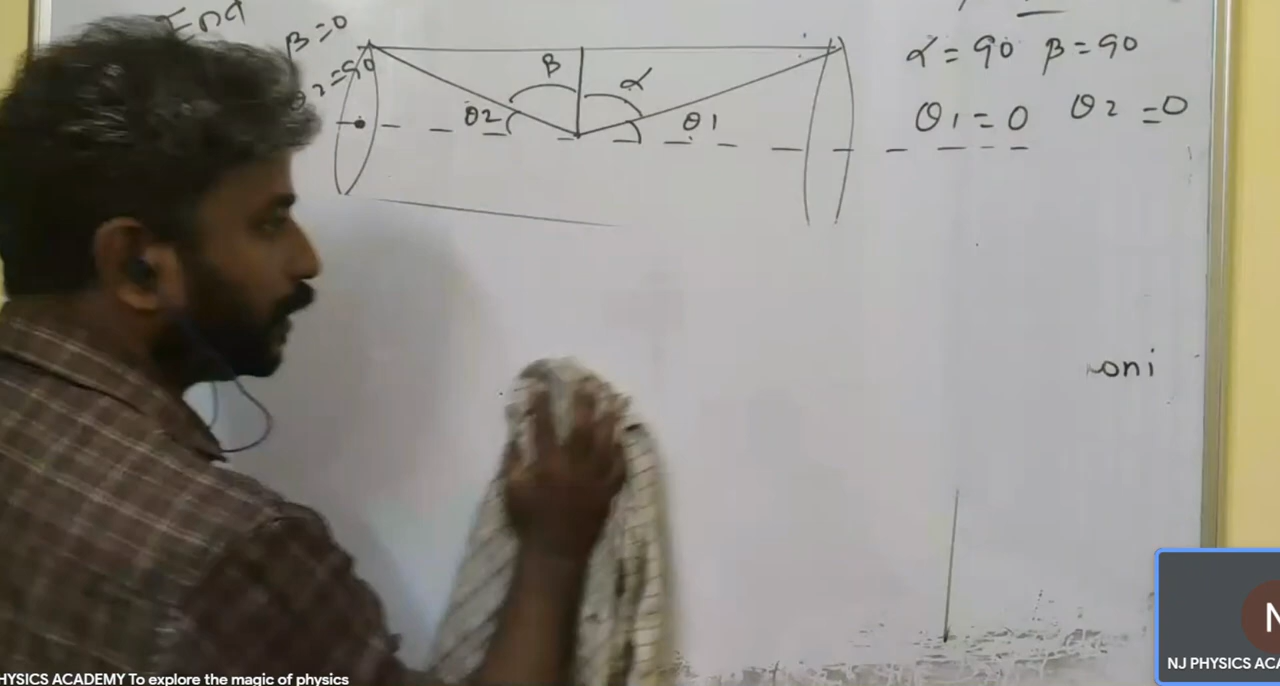 End
β=0
θ2=90
β
α
θ2
θ1
α=90 β=90
θ1=0 θ2=0
oni
HYSICS ACADEMY To explore the magic of physics
N
NJ PHYSICS ACA